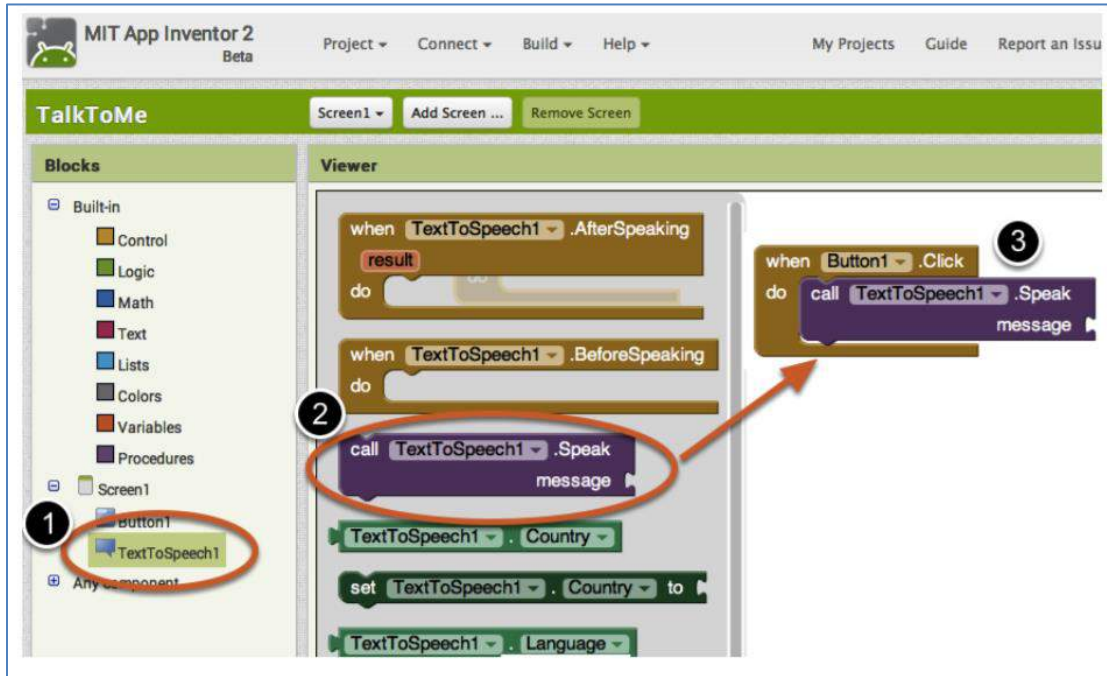 MIT App Inventor 2
Beta
Project Connect Build Help My Projects Guide Report an Issu
TalkToMe
Screen1 Add Screen ... Remove Screen
Blocks
Viewer
Built-in
Control
Logic
Math
Text
Lists
Colors
Variables
Procedures
Screen1
1
Button1
TextToSpeech1
Any component
when TextToSpeech1 .AfterSpeaking
result
do
when TextToSpeech1 .BeforeSpeaking
do
2
call TextToSpeech1 .Speak
message
TextToSpeech1 . Country
set TextToSpeech1 . Country to
TextToSpeech1 . Language
3
when Button1 .Click
do call TextToSpeech1 .Speak
message